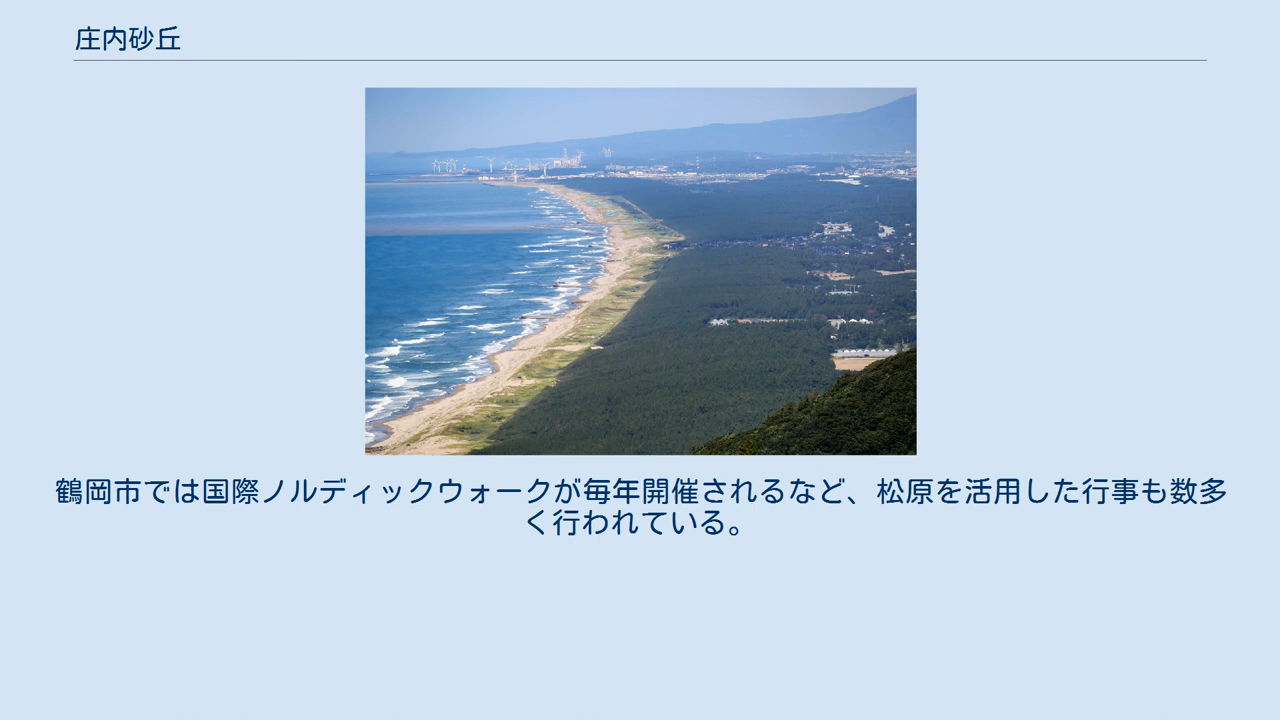 庄内砂丘
鶴岡市では国際ノルディックウォークが毎年開催されるなど、松原を活用した行事も数多
く行われている。